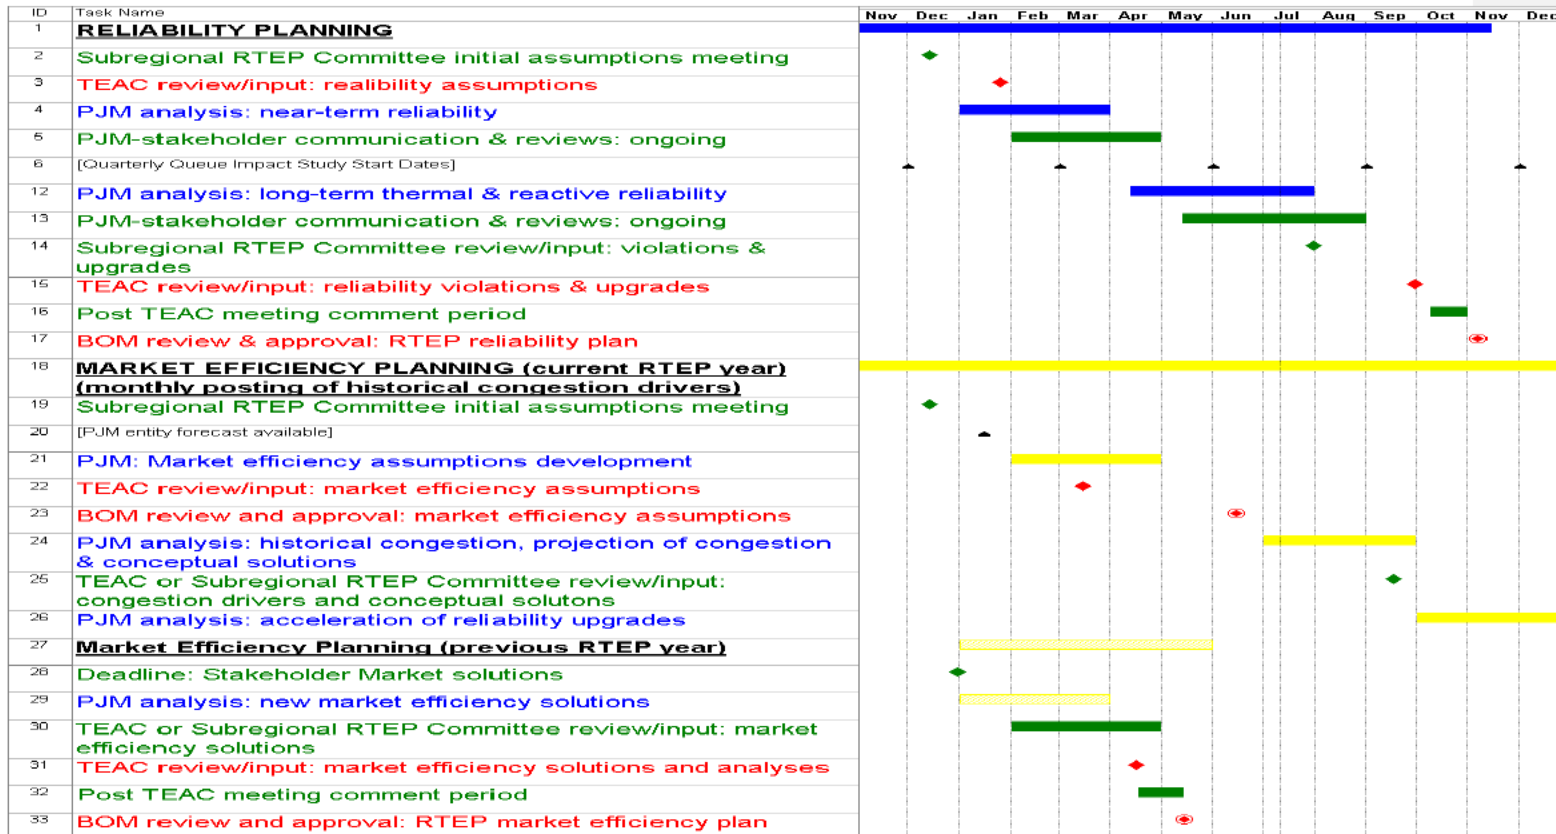 ID Task Name Nov Dec Jan Feb Mar Apr May Jun Jul Aug Sep Oct Nov Dec
1 RELIABILITY PLANNING
2 Subregional RTEP Committee initial assumptions meeting
3 TEAC review/input: realibility assumptions
4 PJM analysis: near-term reliability
5 PJM-stakeholder communication & reviews: ongoing
6 [Quarterly Queue Impact Study Start Dates]
12 PJM analysis: long-term thermal & reactive reliability
13 PJM-stakeholder communication & reviews: ongoing
14 Subregional RTEP Committee review/input: violations &
upgrades
15 TEAC review/input: reliability violations & upgrades
16 Post TEAC meeting comment period
17 BOM review & approval: RTEP reliability plan
18 MARKET EFFICIENCY PLANNING (current RTEP year)
(monthly posting of historical congestion drivers)
19 Subregional RTEP Committee initial assumptions meeting
20 [PJM entity forecast available]
21 PJM: Market efficiency assumptions development
22 TEAC review/input: market efficiency assumptions
23 BOM review and approval: market efficiency assumptions
24 PJM analysis: historical congestion, projection of congestion
& conceptual solutions
25 TEAC or Subregional RTEP Committee review/input:
congestion drivers and conceptual solutons
26 PJM analysis: acceleration of reliability upgrades
27 Market Efficiency Planning (previous RTEP year)
28 Deadline: Stakeholder Market solutions
29 PJM analysis: new market efficiency solutions
30 TEAC or Subregional RTEP Committee review/input: market
efficiency solutions
31 TEAC review/input: market efficiency solutions and analyses
32 Post TEAC meeting comment period
33 BOM review and approval: RTEP market efficiency plan